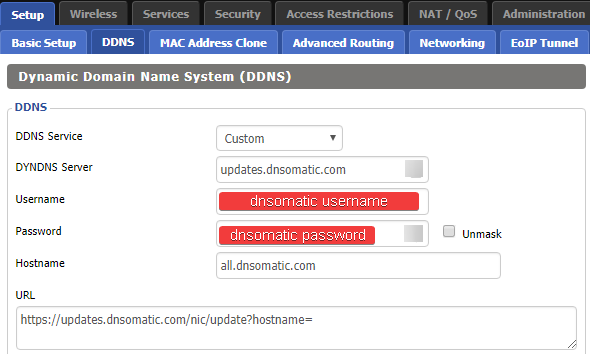 Setup Wireless Services Security Access Restrictions NAT / QoS Administration
Basic Setup DDNS MAC Address Clone Advanced Routing Networking EoIP Tunnel
Dynamic Domain Name System (DDNS)
DDNS
DDNS Service Custom
DYNDNS Server updates.dnsomatic.com
Username dnsomatic username
Password dnsomatic password Unmask
Hostname all.dnsomatic.com
URL
https://updates.dnsomatic.com/nic/update?hostname=